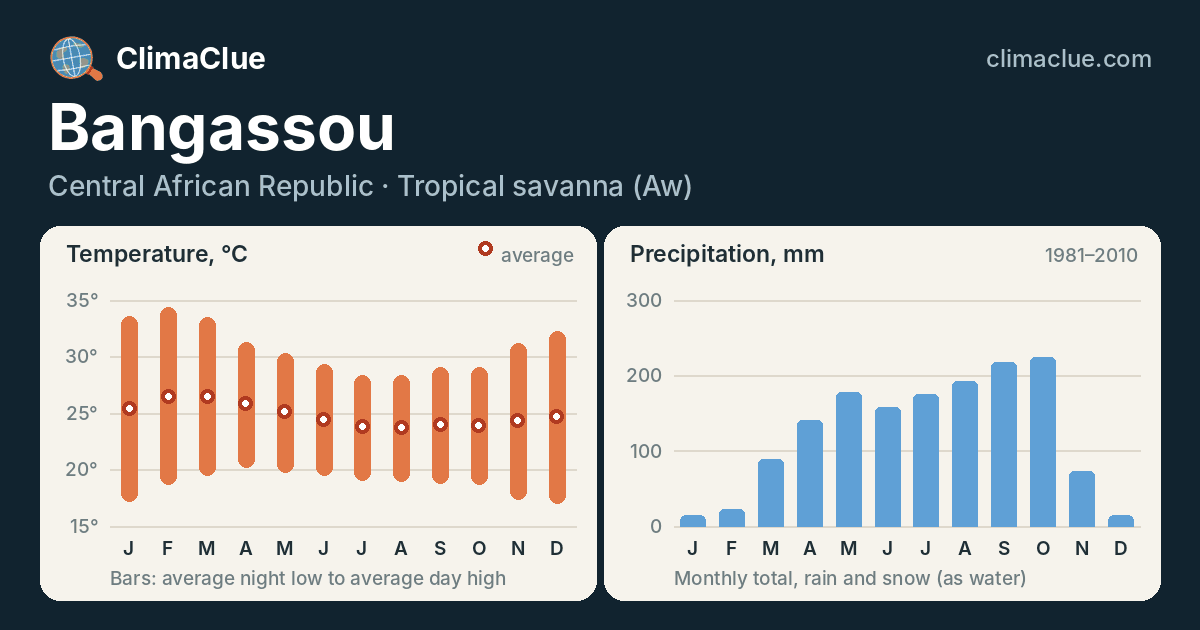 ClimaClue
climaclue.com
Bangassou
Central African Republic · Tropical savanna (Aw)
Temperature, °C
average
35°
30°
25°
20°
15°
J F M A M J J A S O N D
Bars: average night low to average day high
Precipitation, mm
1981–2010
300
200
100
0
J F M A M J J A S O N D
Monthly total, rain and snow (as water)